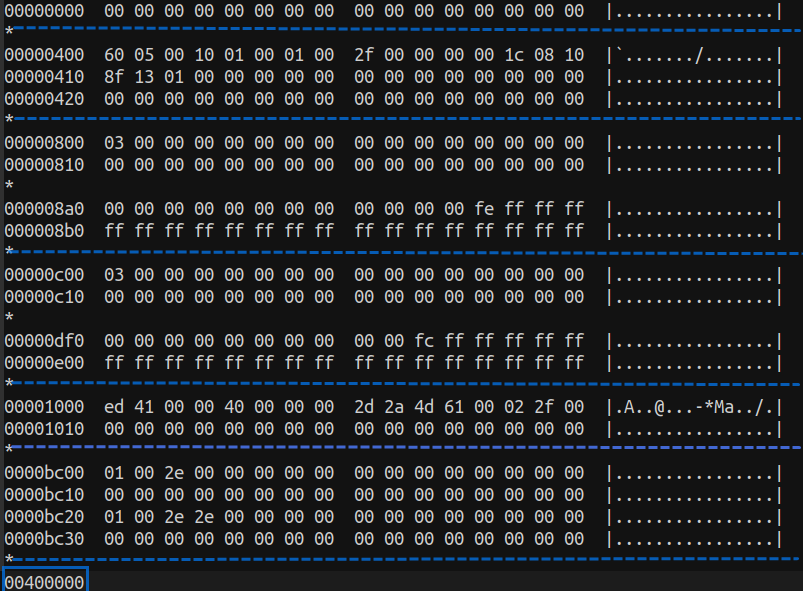 00000000  00 00 00 00 00 00 00 00  00 00 00 00 00 00 00 00  |................|
*
00000400  60 05 00 10 01 00 01 00  2f 00 00 00 00 1c 08 10  |`......./.......|
00000410  8f 13 01 00 00 00 00 00  00 00 00 00 00 00 00 00  |................|
00000420  00 00 00 00 00 00 00 00  00 00 00 00 00 00 00 00  |................|
*
00000800  03 00 00 00 00 00 00 00  00 00 00 00 00 00 00 00  |................|
00000810  00 00 00 00 00 00 00 00  00 00 00 00 00 00 00 00  |................|
*
000008a0  00 00 00 00 00 00 00 00  00 00 00 00 fe ff ff ff  |................|
000008b0  ff ff ff ff ff ff ff ff  ff ff ff ff ff ff ff ff  |................|
*
00000c00  03 00 00 00 00 00 00 00  00 00 00 00 00 00 00 00  |................|
00000c10  00 00 00 00 00 00 00 00  00 00 00 00 00 00 00 00  |................|
*
00000df0  00 00 00 00 00 00 00 00  00 00 fc ff ff ff ff ff  |................|
00000e00  ff ff ff ff ff ff ff ff  ff ff ff ff ff ff ff ff  |................|
*
00001000  ed 41 00 00 40 00 00 00  2d 2a 4d 61 00 02 2f 00  |.A..@...-*Ma../.|
00001010  00 00 00 00 00 00 00 00  00 00 00 00 00 00 00 00  |................|
*
0000bc00  01 00 2e 00 00 00 00 00  00 00 00 00 00 00 00 00  |................|
0000bc10  00 00 00 00 00 00 00 00  00 00 00 00 00 00 00 00  |................|
0000bc20  01 00 2e 2e 00 00 00 00  00 00 00 00 00 00 00 00  |................|
0000bc30  00 00 00 00 00 00 00 00  00 00 00 00 00 00 00 00  |................|
*
00400000